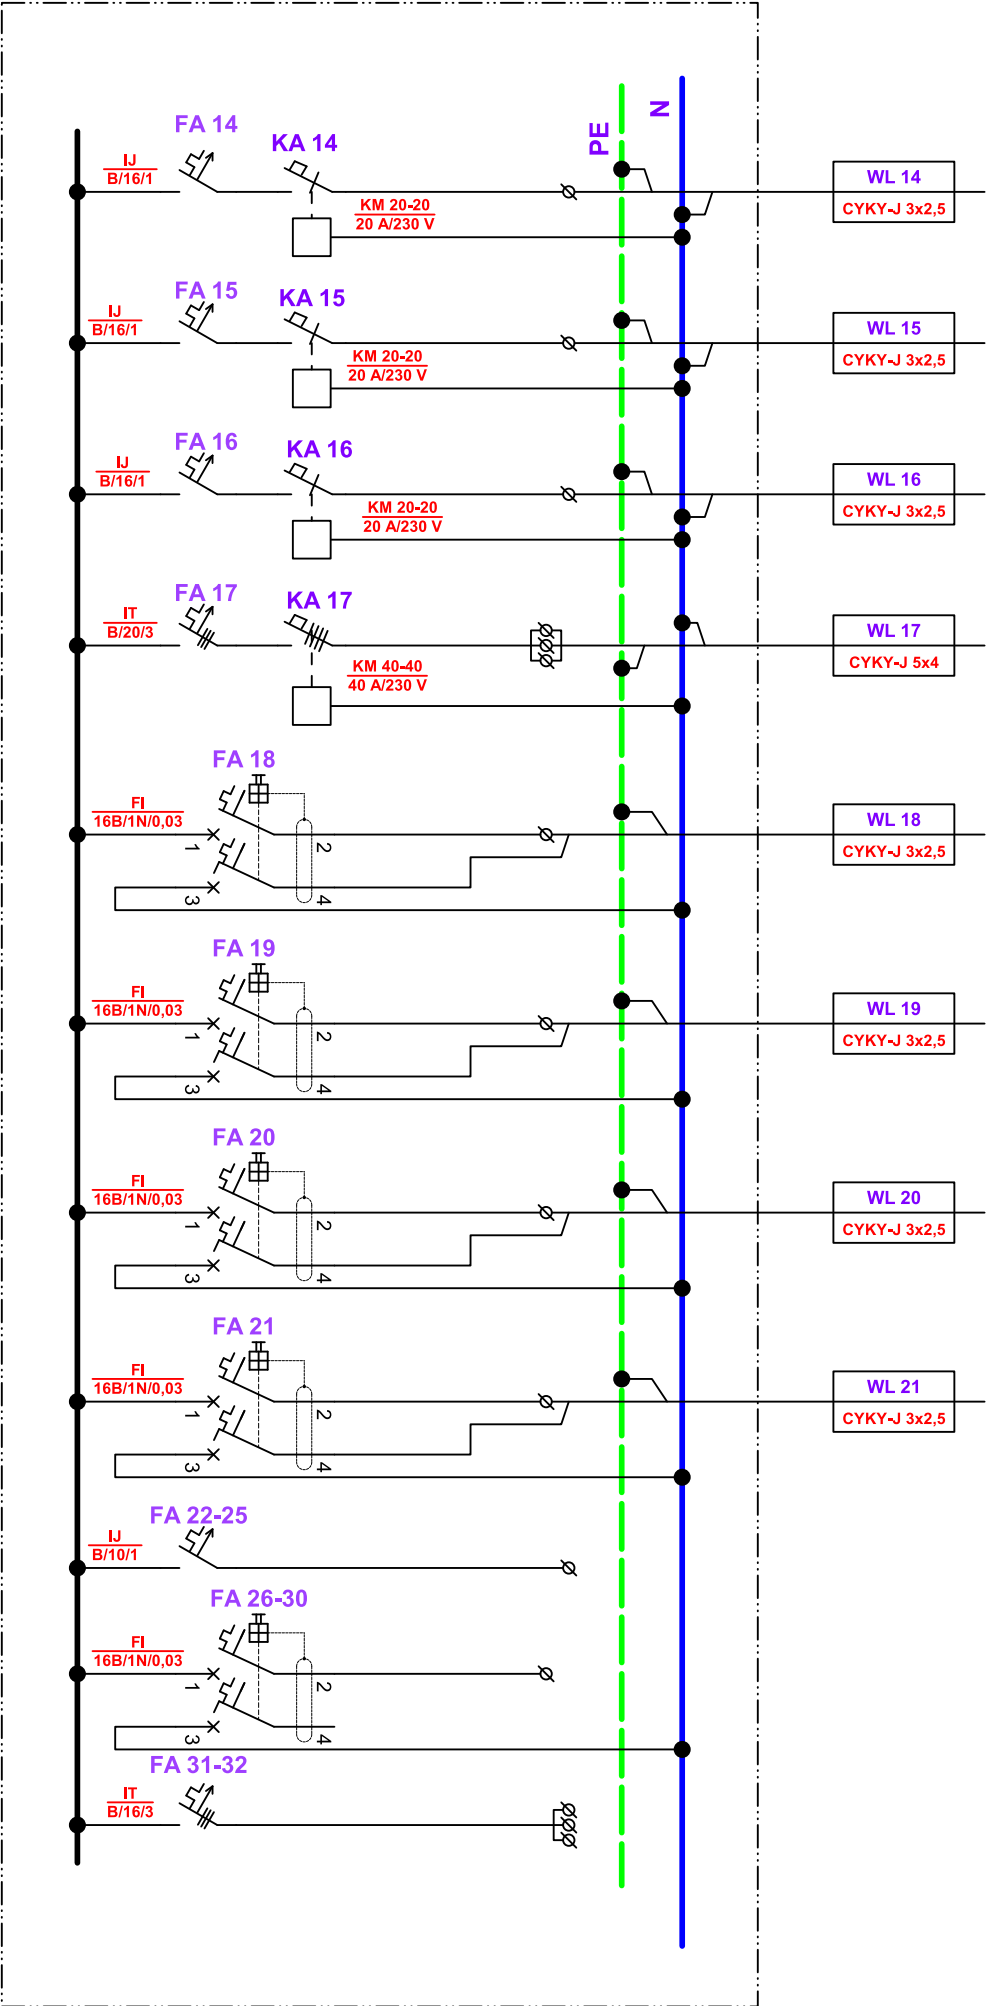 PE
N
FA 14
KA 14
IJ
B/16/1
KM 20-20
20 A/230 V
WL 14
CYKY-J 3x2,5
FA 15
KA 15
IJ
B/16/1
KM 20-20
20 A/230 V
WL 15
CYKY-J 3x2,5
FA 16
KA 16
IJ
B/16/1
KM 20-20
20 A/230 V
WL 16
CYKY-J 3x2,5
FA 17
KA 17
IT
B/20/3
KM 40-40
40 A/230 V
WL 17
CYKY-J 5x4
FA 18
FI
16B/1N/0,03
1
2
3
4
WL 18
CYKY-J 3x2,5
FA 19
FI
16B/1N/0,03
1
2
3
4
WL 19
CYKY-J 3x2,5
FA 20
FI
16B/1N/0,03
1
2
3
4
WL 20
CYKY-J 3x2,5
FA 21
FI
16B/1N/0,03
1
2
3
4
WL 21
CYKY-J 3x2,5
FA 22-25
IJ
B/10/1
FA 26-30
FI
16B/1N/0,03
1
2
3
4
FA 31-32
IT
B/16/3